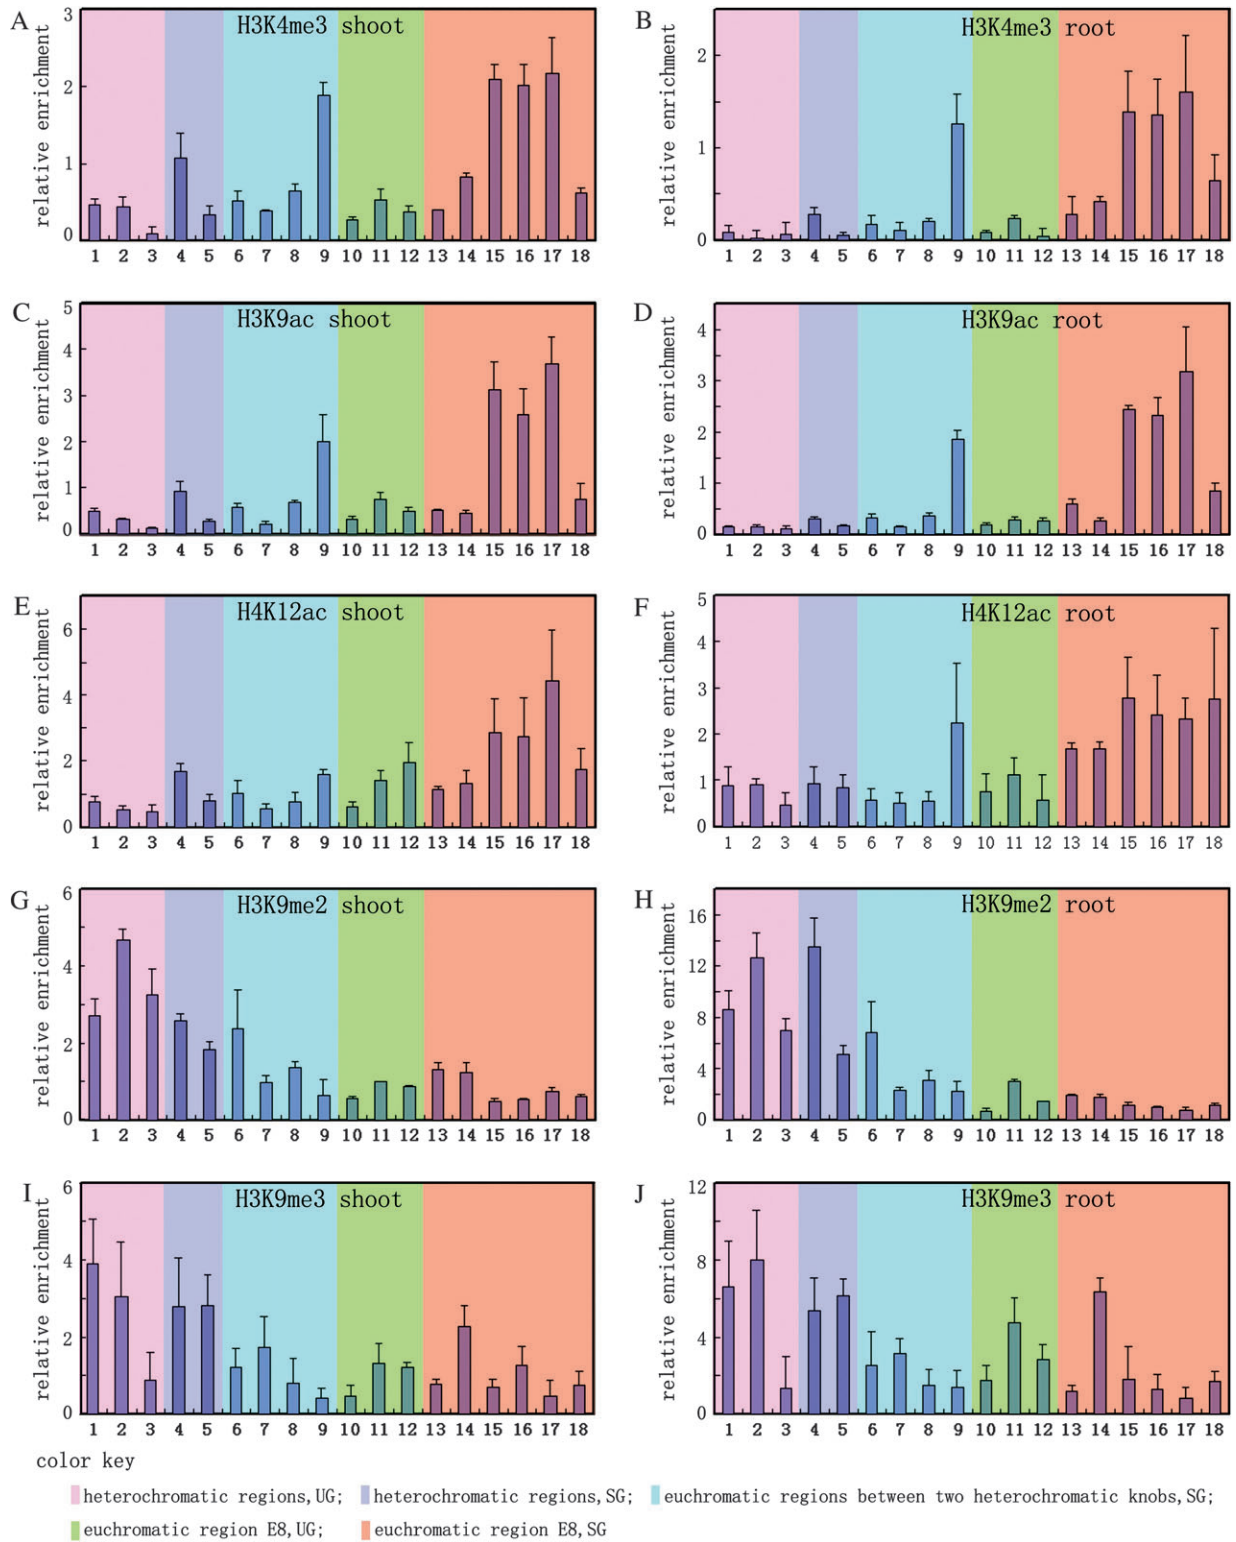 A
H3K4me3 shoot
relative enrichment
3
2
1
0
1 2 3 4 5 6 7 8 9 10 11 12 13 14 15 16 17 18
B
H3K4me3 root
relative enrichment
2
1
0
1 2 3 4 5 6 7 8 9 10 11 12 13 14 15 16 17 18
C
H3K9ac shoot
relative enrichment
5
4
3
2
1
0
1 2 3 4 5 6 7 8 9 10 11 12 13 14 15 16 17 18
D
H3K9ac root
relative enrichment
4
3
2
1
0
1 2 3 4 5 6 7 8 9 10 11 12 13 14 15 16 17 18
E
H4K12ac shoot
relative enrichment
6
4
2
0
1 2 3 4 5 6 7 8 9 10 11 12 13 14 15 16 17 18
F
H4K12ac root
relative enrichment
5
4
3
2
1
0
1 2 3 4 5 6 7 8 9 10 11 12 13 14 15 16 17 18
G
H3K9me2 shoot
relative enrichment
6
4
2
0
1 2 3 4 5 6 7 8 9 10 11 12 13 14 15 16 17 18
H
H3K9me2 root
relative enrichment
16
12
8
4
0
1 2 3 4 5 6 7 8 9 10 11 12 13 14 15 16 17 18
I
H3K9me3 shoot
relative enrichment
6
4
2
0
1 2 3 4 5 6 7 8 9 10 11 12 13 14 15 16 17 18
J
H3K9me3 root
relative enrichment
12
8
4
0
1 2 3 4 5 6 7 8 9 10 11 12 13 14 15 16 17 18
color key
heterochromatic regions,UG; heterochromatic regions,SG; euchromatic regions between two heterochromatic knobs,SG;
euchromatic region E8,UG; euchromatic region E8,SG